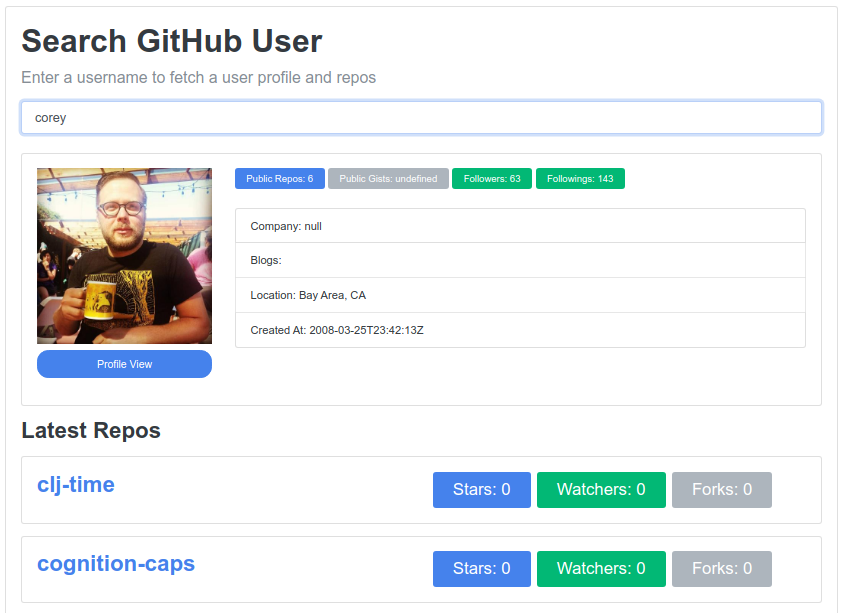 Search GitHub User
Enter a username to fetch a user profile and repos
corey
Public Repos: 6 Public Gists: undefined Followers: 63 Followings: 143
Company: null
Blogs:
Location: Bay Area, CA
Created At: 2008-03-25T23:42:13Z
Profile View
Latest Repos
clj-time Stars: 0 Watchers: 0 Forks: 0
cognition-caps Stars: 0 Watchers: 0 Forks: 0